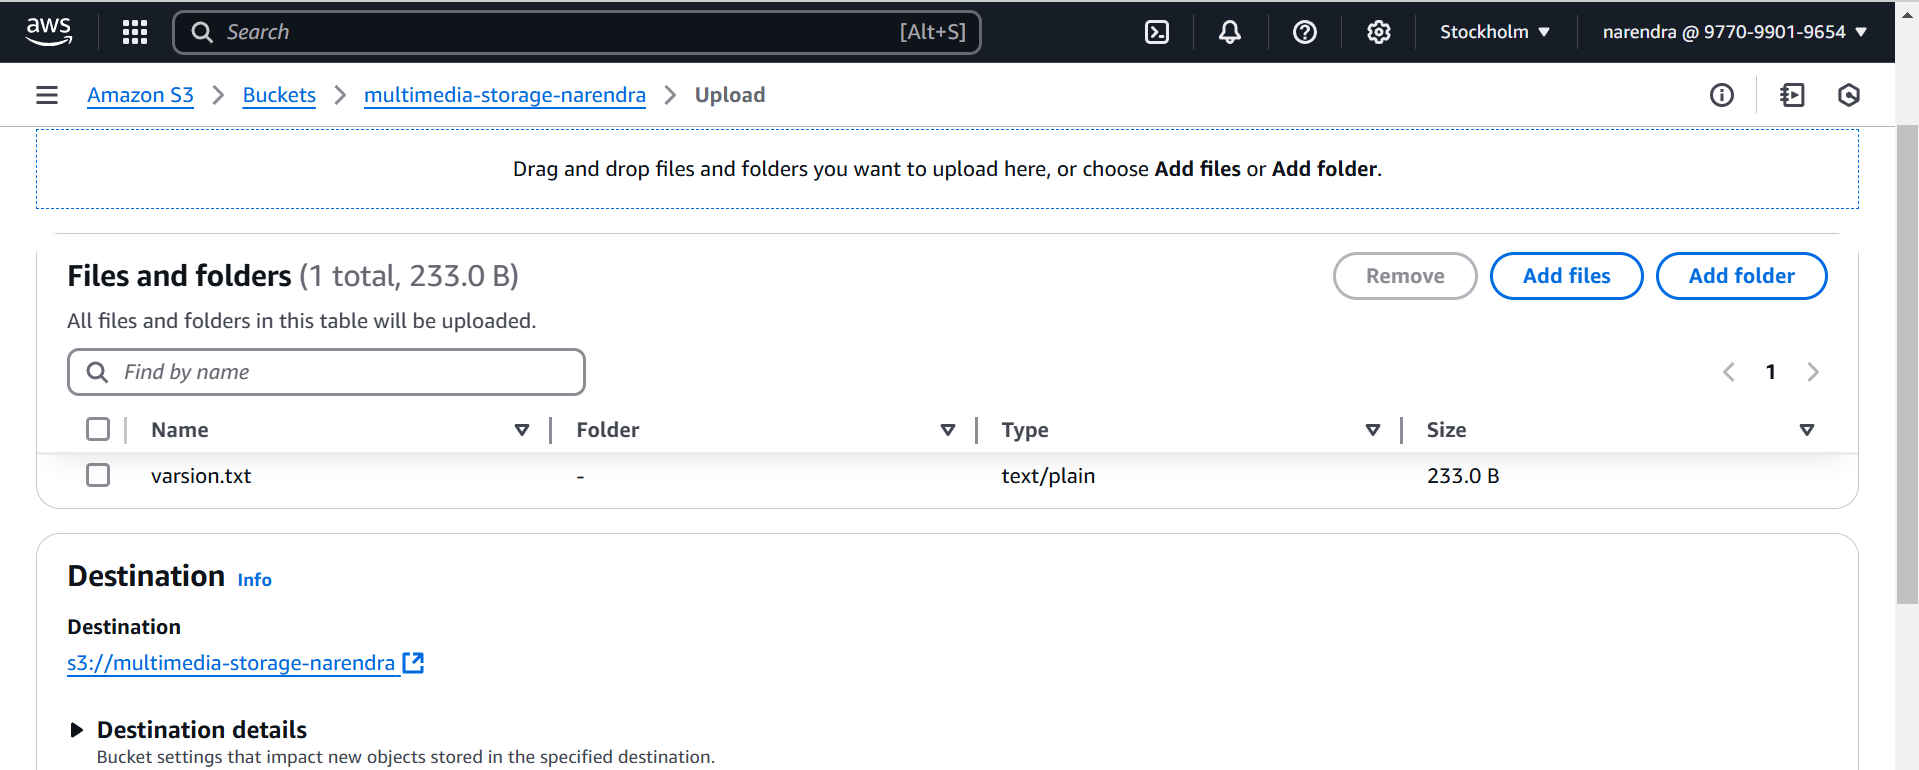 aws
Search [Alt+S]
Stockholm
narendra @ 9770-9901-9654
Amazon S3 Buckets multimedia-storage-narendra Upload
Drag and drop files and folders you want to upload here, or choose Add files or Add folder.
Files and folders (1 total, 233.0 B)
Remove Add files Add folder
All files and folders in this table will be uploaded.
Find by name
1
Name Folder Type Size
varsion.txt - text/plain 233.0 B
Destination Info
Destination
s3://multimedia-storage-narendra
Destination details
Bucket settings that impact new objects stored in the specified destination.